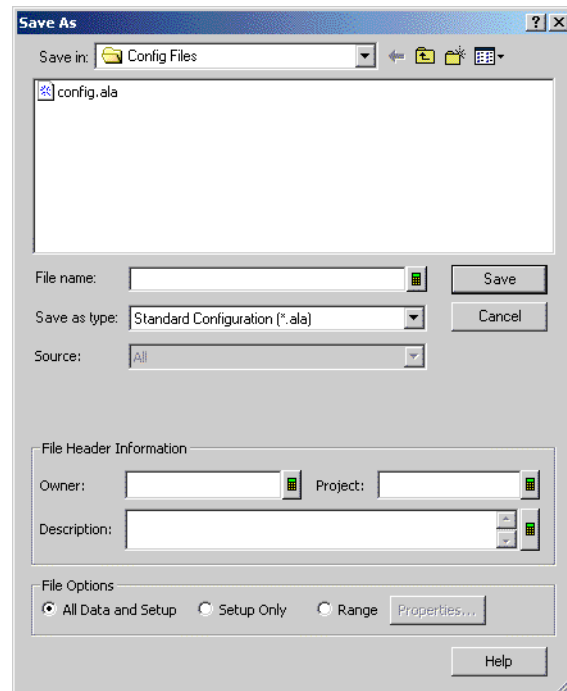 Save As
Save in: Config Files
config.ala
File name:
Save
Save as type: Standard Configuration (*.ala)
Cancel
Source: All
File Header Information
Owner:
Project:
Description:
File Options
All Data and Setup
Setup Only
Range
Properties...
Help